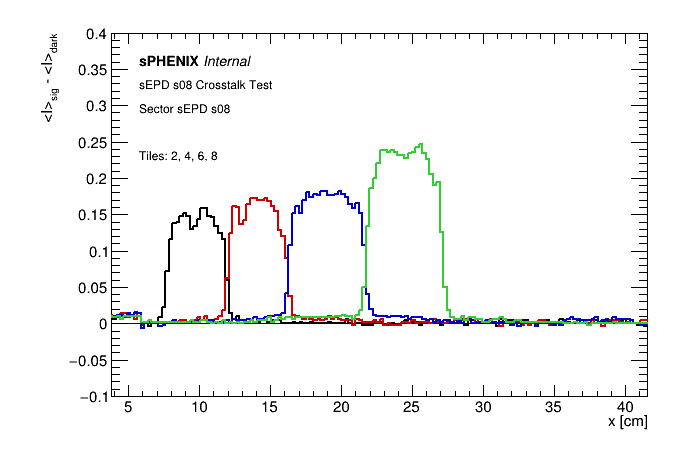 <I>sig - <I>dark
0.4
0.35
0.3
0.25
0.2
0.15
0.1
0.05
0
−0.05
−0.1
sPHENIX Internal
sEPD s08 Crosstalk Test
Sector sEPD s08
Tiles: 2, 4, 6, 8
5 10 15 20 25 30 35 40
x [cm]